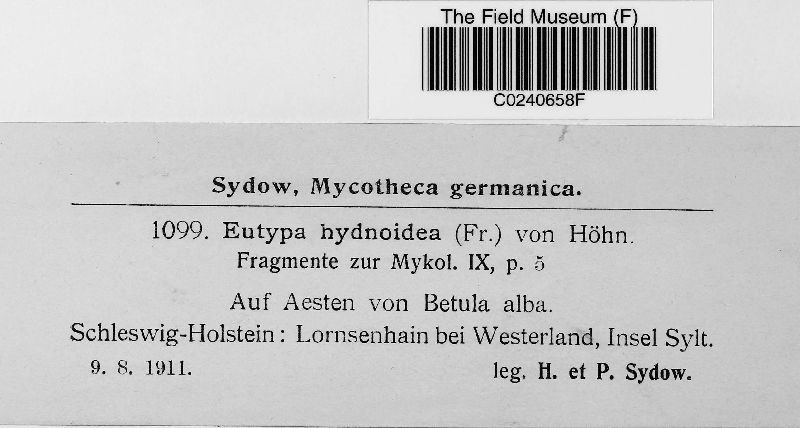 The Field Museum (F)
C0240658F
Sydow, Mycotheca germanica.
1099. Eutypa hydnoidea (Fr.) von Höhn.
Fragmente zur Mykol. IX, p. 5
Auf Aesten von Betula alba.
Schleswig-Holstein: Lornsenhain bei Westerland, Insel Sylt.
9. 8. 1911. leg. H. et P. Sydow.